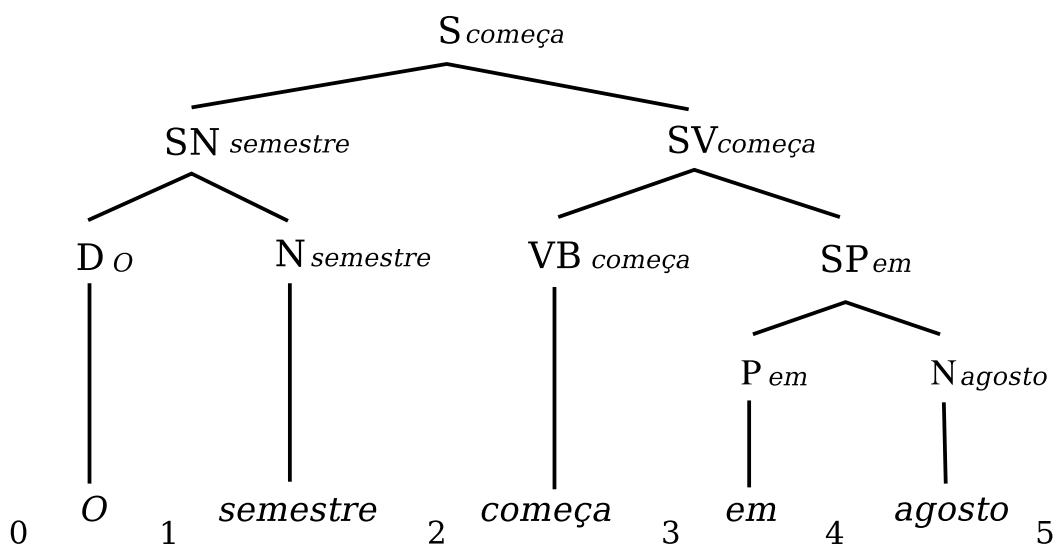 S começa
SN semestre SV começa
D O N semestre VB começa SP em
P em N agosto
O semestre começa em agosto
0 1 2 3 4 5